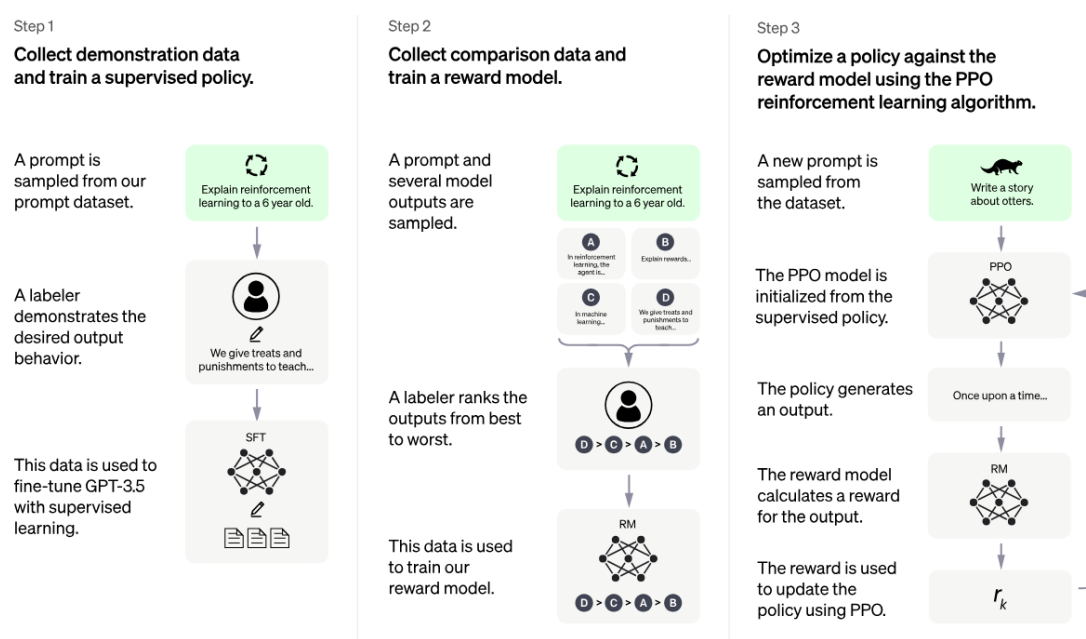 Step 1
Collect demonstration data
and train a supervised policy.
A prompt is
sampled from our
prompt dataset.
Explain reinforcement
learning to a 6 year old.
A labeler
demonstrates the
desired output
behavior.
We give treats and
punishments to teach...
This data is used to
fine-tune GPT-3.5
with supervised
learning.
SFT
Step 2
Collect comparison data and
train a reward model.
A prompt and
several model
outputs are
sampled.
Explain reinforcement
learning to a 6 year old.
A
In reinforcement
learning, the
agent is...
B
Explain rewards...
C
In machine
learning...
D
We give treats and
punishments to
teach...
A labeler ranks the
outputs from best
to worst.
D > C > A > B
This data is used
to train our
reward model.
RM
D > C > A > B
Step 3
Optimize a policy against the
reward model using the PPO
reinforcement learning algorithm.
A new prompt is
sampled from
the dataset.
Write a story
about otters.
The PPO model is
initialized from the
supervised policy.
PPO
The policy generates
an output.
Once upon a time...
The reward model
calculates a reward
for the output.
RM
The reward is used
to update the
policy using PPO.
rₖ